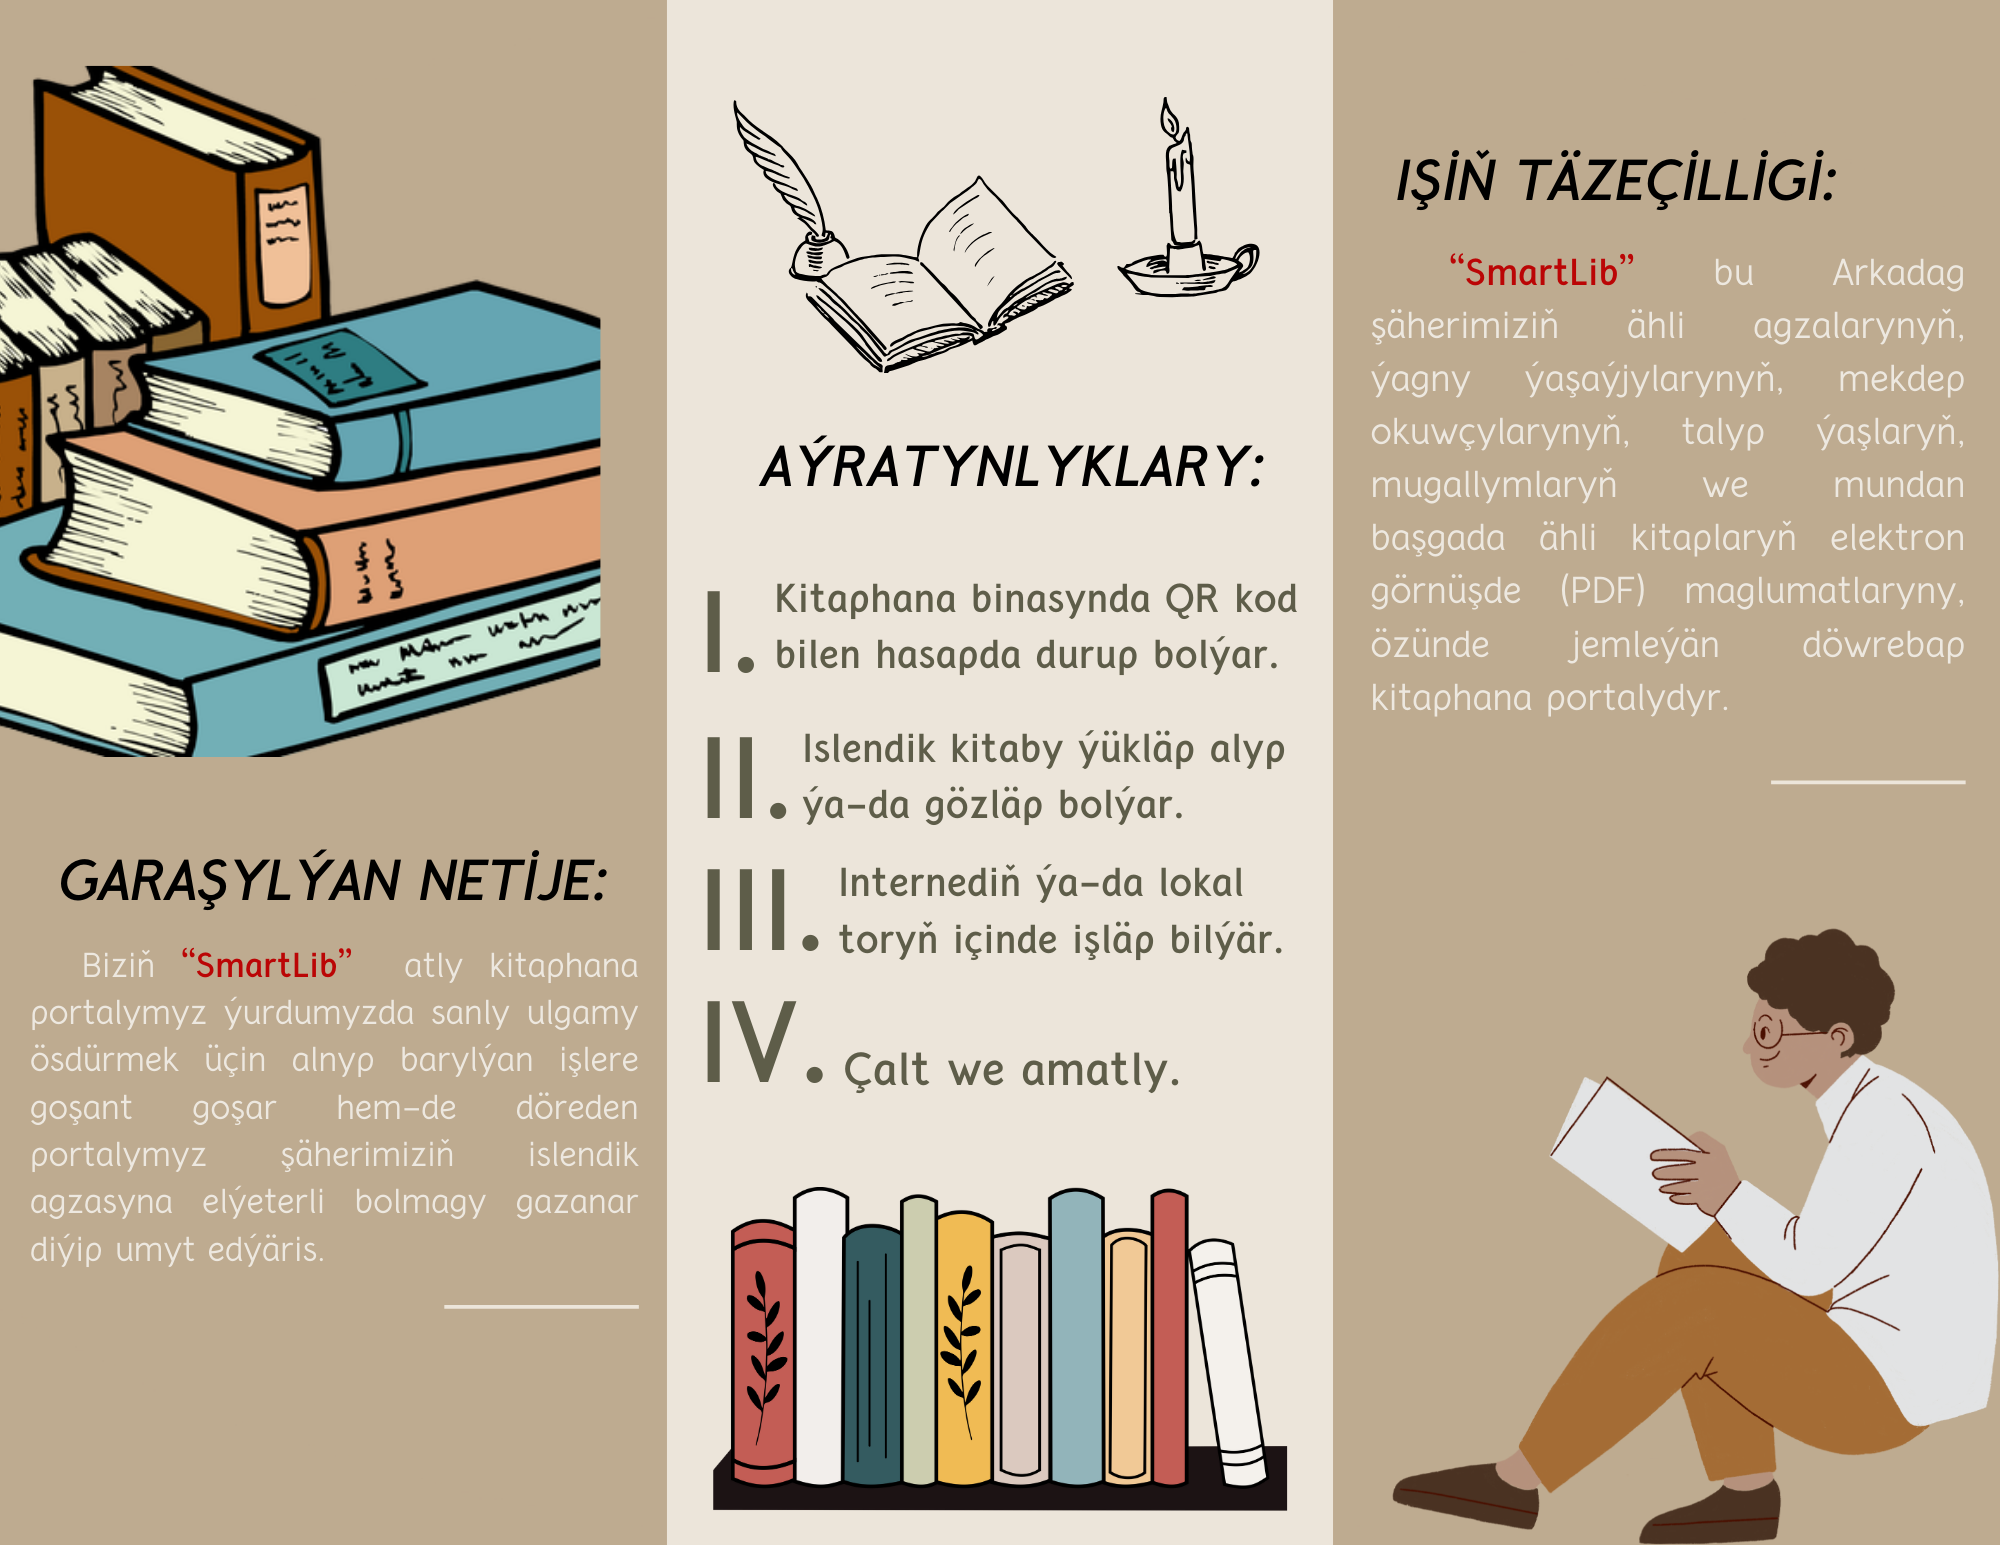 GARAŞYLÝAN NETİJE:
Biziň “SmartLib” atly kitaphana
portalymyz ýurdumyzda sanly ulgamy
ösdürmek üçin alnyp barylýan işlere
goşant goşar hem-de döreden
portalymyz şäherimiziň islendik
agzasyna elýeterli bolmagy gazanar
diýip umyt edýäris.
AÝRATYNLYKLARY:
I. Kitaphana binasynda QR kod
bilen hasapda durup bolýar.
II. Islendik kitaby ýükläp alyp
ýa-da gözläp bolýar.
III. Internediň ýa-da lokal
toryň içinde işläp bilýär.
IV. Çalt we amatly.
IŞİŇ TÄZEÇİLLİGİ:
“SmartLib” bu Arkadag
şäherimiziň ähli agzalarynyň,
ýagny ýaşaýjylarynyň, mekdep
okuwçylarynyň, talyp ýaşlaryň,
mugallymlaryň we mundan
başgada ähli kitaplaryň elektron
görnüşde (PDF) maglumatlaryny,
özünde jemleýän döwrebap
kitaphana portalydyr.